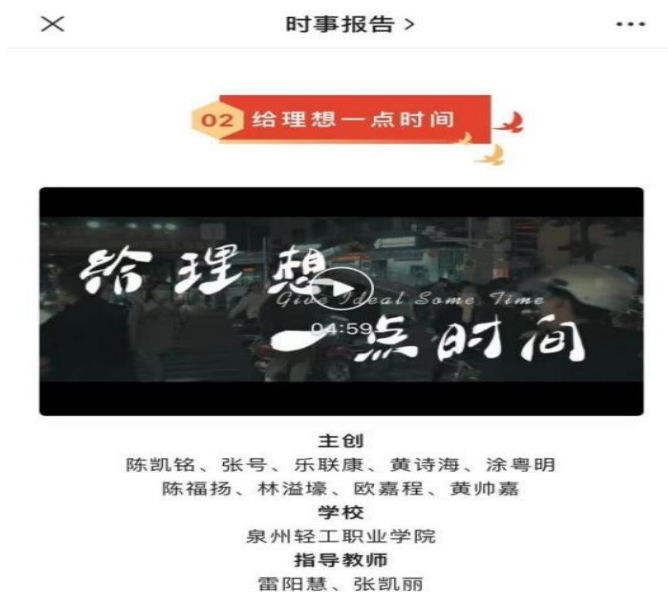 时事报告 >
02 给理想一点时间
给理想
Give Ideal Some Time
04:59
一点时间
主创
陈凯铭、张号、乐联康、黄诗海、涂粤明
陈福扬、林溢壕、欧嘉程、黄帅嘉
学校
泉州轻工职业学院
指导教师
雷阳慧、张凯丽